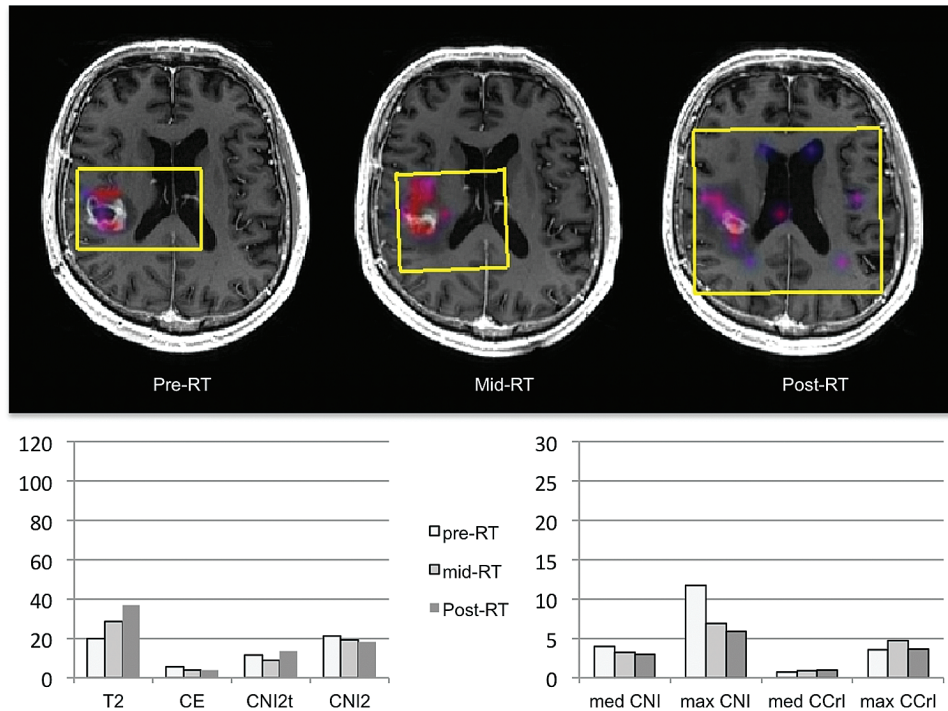 Pre-RT Mid-RT Post-RT
120
100
80
60
40
20
0
T2 CE CNI2t CNI2
pre-RT
mid-RT
Post-RT
30
25
20
15
10
5
0
med CNI max CNI med CCrI max CCrI